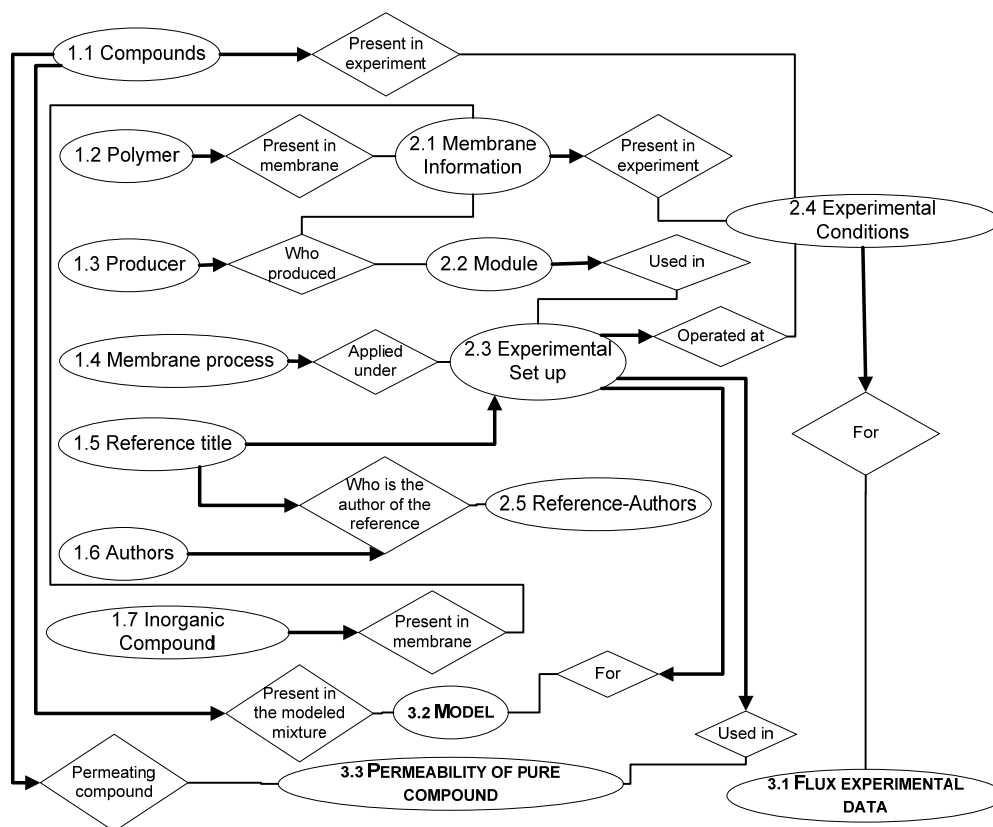 1.1 Compounds
Present in
experiment
1.2 Polymer
Present in
membrane
2.1 Membrane
Information
Present in
experiment
2.4 Experimental
Conditions
1.3 Producer
Who
produced
2.2 Module
Used in
1.4 Membrane process
Applied
under
2.3 Experimental
Set up
Operated at
For
1.5 Reference title
Who is the
author of the
reference
2.5 Reference-Authors
1.6 Authors
1.7 Inorganic
Compound
Present in
membrane
For
Present in
the modeled
mixture
3.2 MODEL
Used in
Permeating
compound
3.3 PERMEABILITY OF PURE
COMPOUND
3.1 FLUX EXPERIMENTAL
DATA